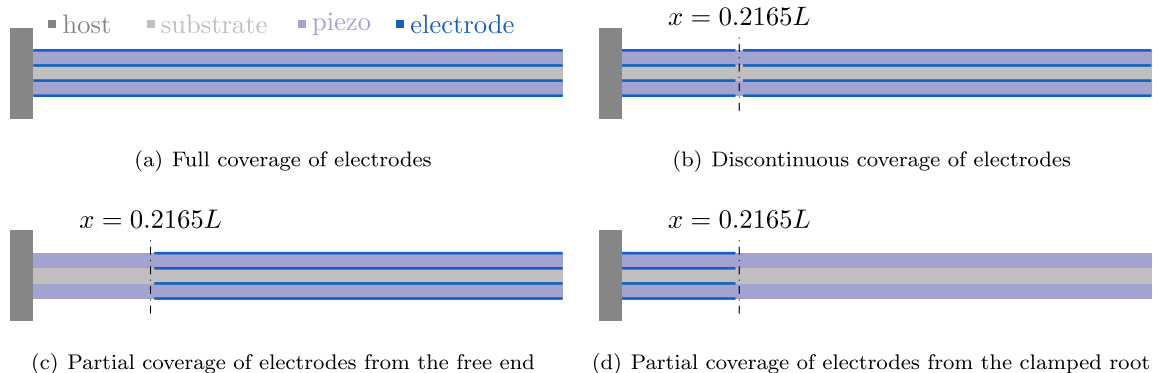 host substrate piezo electrode
x = 0.2165L
(a) Full coverage of electrodes
(b) Discontinuous coverage of electrodes
x = 0.2165L
x = 0.2165L
(c) Partial coverage of electrodes from the free end
(d) Partial coverage of electrodes from the clamped root